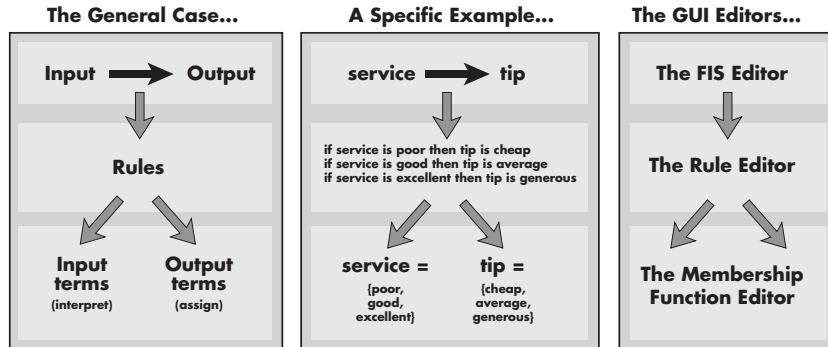 The General Case...
Input Output
Rules
Input terms (interpret)
Output terms (assign)
A Specific Example...
service tip
if service is poor then tip is cheap
if service is good then tip is average
if service is excellent then tip is generous
service =
{poor,
good,
excellent}
tip =
{cheap,
average,
generous}
The GUI Editors...
The FIS Editor
The Rule Editor
The Membership
Function Editor